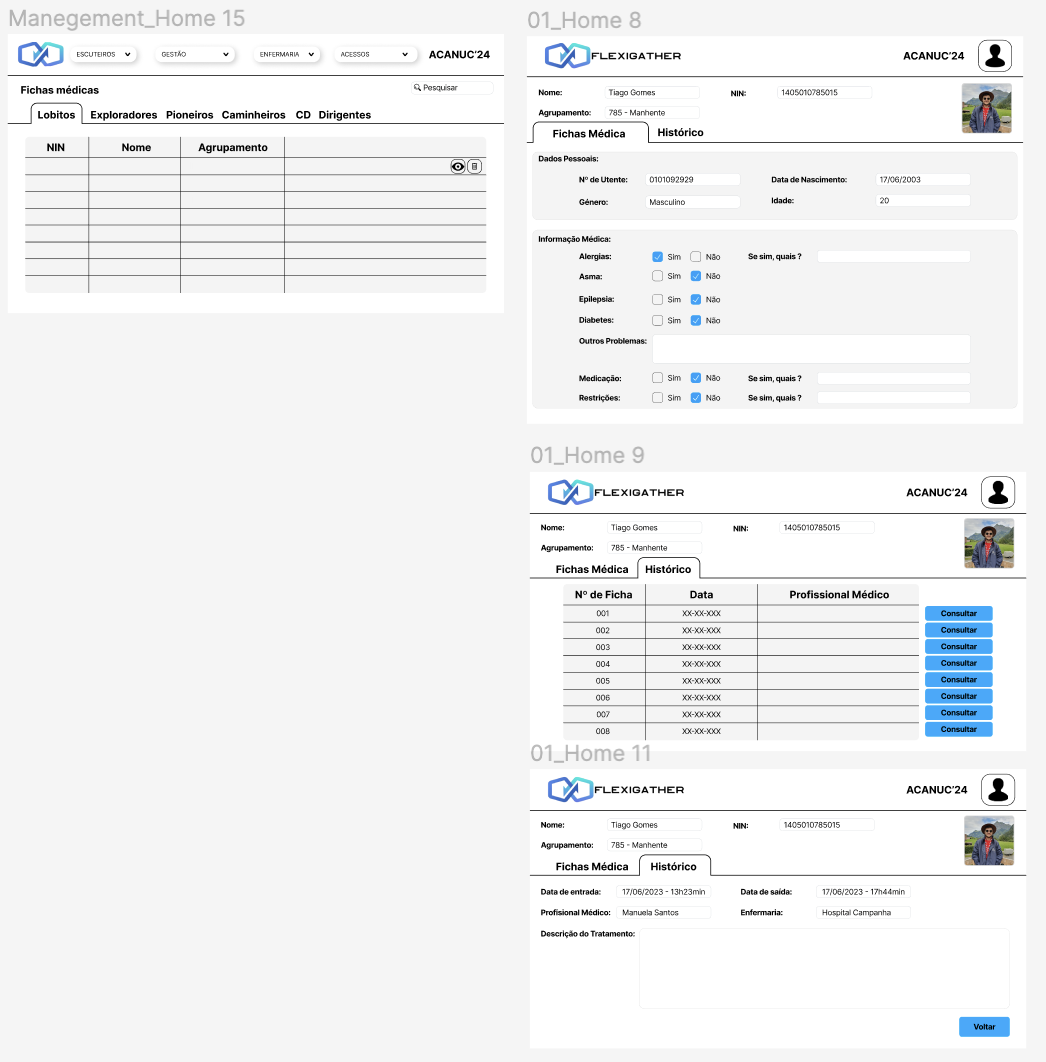 Manegement_Home 15
ESCUTEIROS
GESTÃO
ENFERMARIA
ACESSOS
ACANUC'24
Fichas médicas
Pesquisar
Lobitos
Exploradores
Pioneiros
Caminheiros
CD
Dirigentes
NIN
Nome
Agrupamento
01_Home 8
FLEXIGATHER
ACANUC'24
Nome:
Tiago Gomes
NIN:
1405010785015
Agrupamento:
785 - Manhente
Fichas Médica
Histórico
Dados Pessoais:
Nº de Utente:
0101092929
Data de Nascimento:
17/06/2003
Género:
Masculino
Idade:
20
Informação Médica:
Alergias:
Sim
Não
Se sim, quais ?
Asma:
Sim
Não
Epilepsia:
Sim
Não
Diabetes:
Sim
Não
Outros Problemas:
Medicação:
Sim
Não
Se sim, quais ?
Restrições:
Sim
Não
Se sim, quais ?
01_Home 9
FLEXIGATHER
ACANUC'24
Nome:
Tiago Gomes
NIN:
1405010785015
Agrupamento:
785 - Manhente
Fichas Médica
Histórico
Nº de Ficha
Data
Profissional Médico
001
XX-XX-XXX
Consultar
002
XX-XX-XXX
Consultar
003
XX-XX-XXX
Consultar
004
XX-XX-XXX
Consultar
005
XX-XX-XXX
Consultar
006
XX-XX-XXX
Consultar
007
XX-XX-XXX
Consultar
008
XX-XX-XXX
Consultar
01_Home 11
FLEXIGATHER
ACANUC'24
Nome:
Tiago Gomes
NIN:
1405010785015
Agrupamento:
785 - Manhente
Fichas Médica
Histórico
Data de entrada:
17/06/2023 - 13h23min
Data de saída:
17/06/2023 - 17h44min
Profisional Médico:
Manuela Santos
Enfermaria:
Hospital Campanha
Descrição do Tratamento:
Voltar